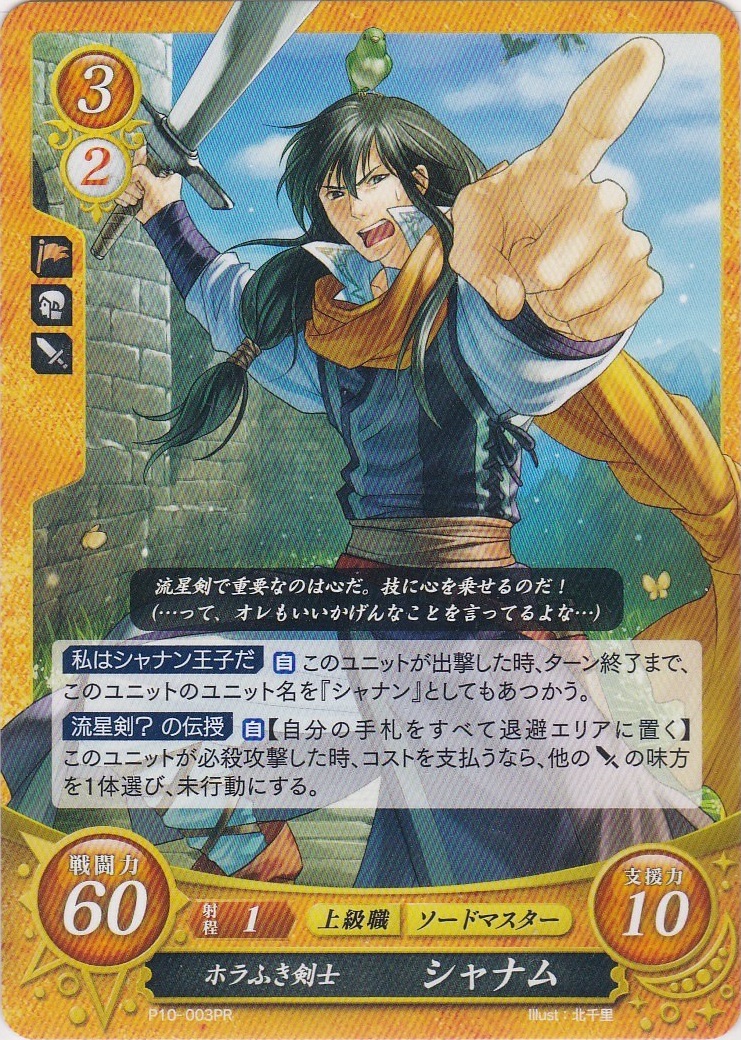 3
2
流星剣で重要なのは心だ。技に心を乗せるのだ!
(…って、オレもいいかげんなことを言ってるよな…)
私はシャナン王子だ 自 このユニットが出撃した時、ターン終了まで、
このユニットのユニット名を『シャナン』としてもあつかう。
流星剣?の伝授 自【自分の手札をすべて退避エリアに置く】
このユニットが必殺攻撃した時、コストを支払うなら、他の の味方
を1体選び、未行動にする。
戦闘力
60
射程 1 上級職 ソードマスター
支援力
10
ホラふき剣士 シャナム
P10-003PR Illust:北千里